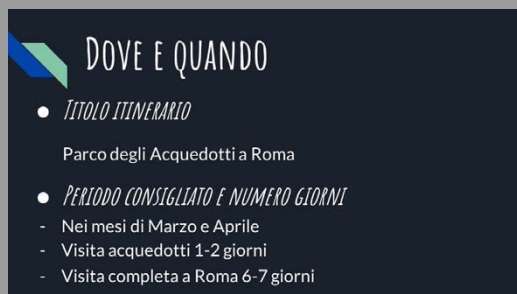 DOVE E QUANDO
● TITOLO ITINERARIO
Parco degli Acquedotti a Roma
● PERIODO CONSIGLIATO E NUMERO GIORNI
- Nei mesi di Marzo e Aprile
- Visita acquedotti 1-2 giorni
- Visita completa a Roma 6-7 giorni